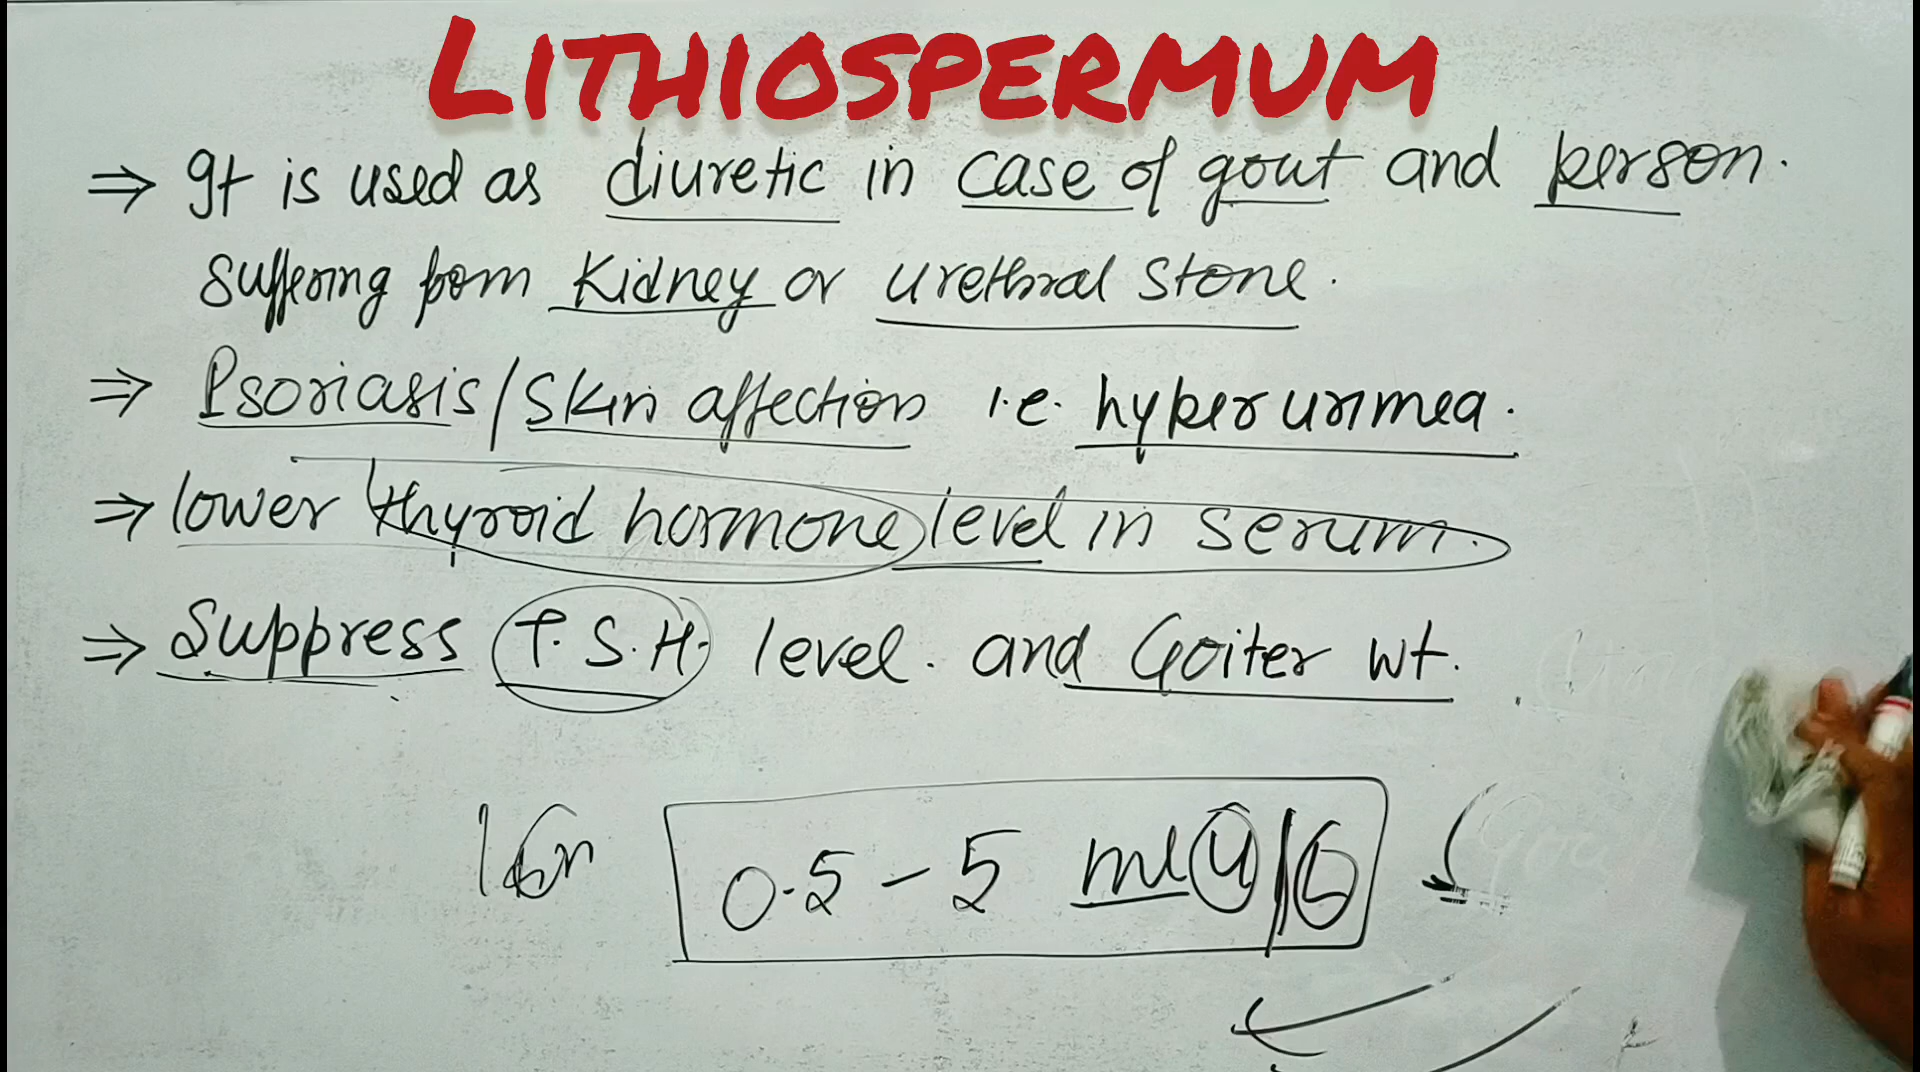 LITHIOSPERMUM
⇒ It is used as diuretic in case of gout and person.
suffering from Kidney or urethral stone.
⇒ Psoriasis/Skin affection i.e. hyperurimea.
⇒ lower thyroid hormone level in serum.
⇒ Suppress T.S.H. level. and Goiter wt.
0.5 – 5 ml